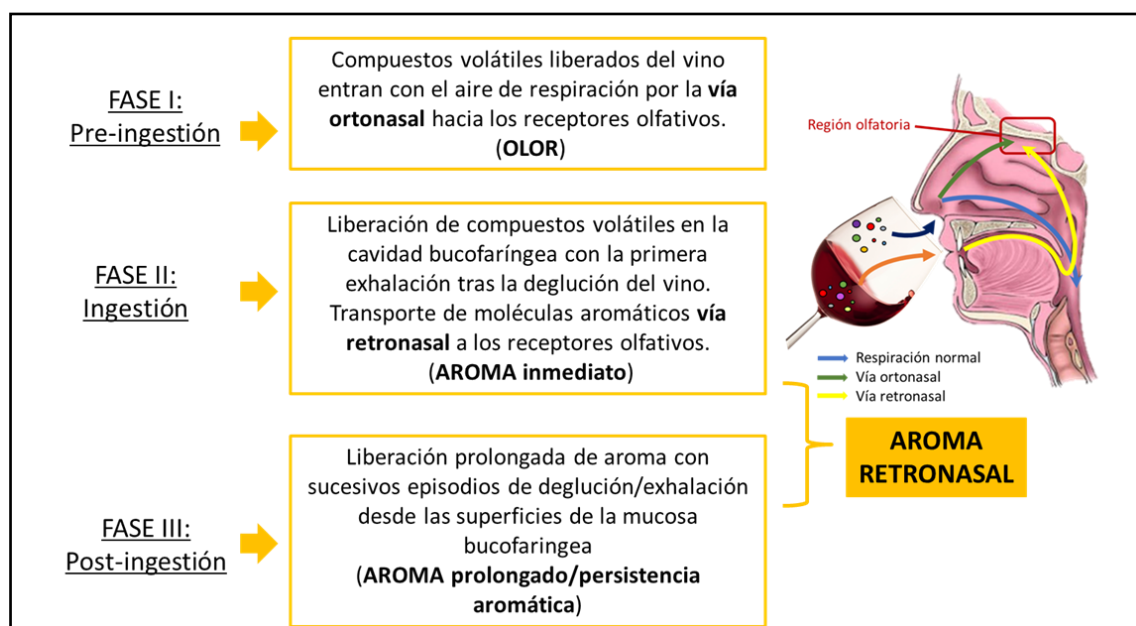 FASE I:
Pre-ingestión
Compuestos volátiles liberados del vino
entran con el aire de respiración por la vía
ortonasal hacia los receptores olfativos.
(OLOR)
FASE II:
Ingestión
Liberación de compuestos volátiles en la
cavidad bucofaríngea con la primera
exhalación tras la deglución del vino.
Transporte de moléculas aromáticos vía
retronasal a los receptores olfativos.
(AROMA inmediato)
FASE III:
Post-ingestión
Liberación prolongada de aroma con
sucesivos episodios de deglución/exhalación
desde las superficies de la mucosa
bucofaringea
(AROMA prolongado/persistencia
aromática)
Región olfatoria
Respiración normal
Vía ortonasal
Vía retronasal
AROMA
RETRONASAL